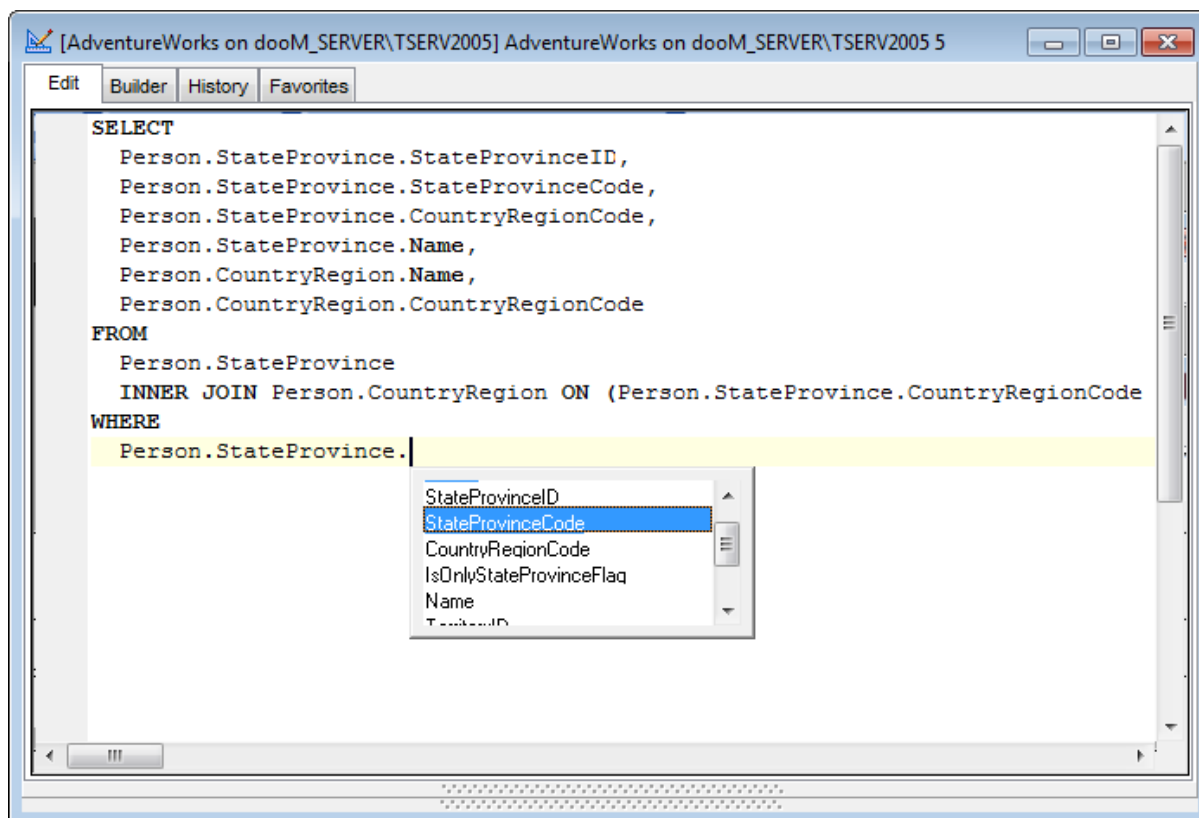 [AdventureWorks on dooM_SERVER\TSERV2005] AdventureWorks on dooM_SERVER\TSERV2005 5
Edit Builder History Favorites
SELECT
Person.StateProvince.StateProvinceID,
Person.StateProvince.StateProvinceCode,
Person.StateProvince.CountryRegionCode,
Person.StateProvince.Name,
Person.CountryRegion.Name,
Person.CountryRegion.CountryRegionCode
FROM
Person.StateProvince
INNER JOIN Person.CountryRegion ON (Person.StateProvince.CountryRegionCode
WHERE
Person.StateProvince.
StateProvinceID
StateProvinceCode
CountryRegionCode
IsOnlyStateProvinceFlag
Name